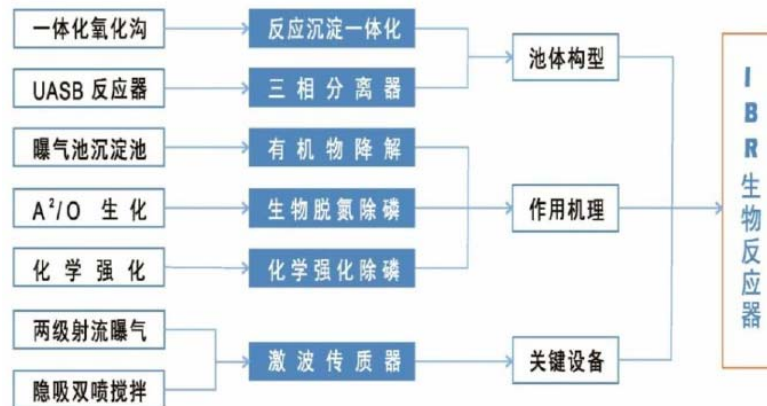 一体化氧化沟
反应沉淀一体化
池体构型
UASB 反应器
三相分离器
曝气池沉淀池
有机物降解
A²/O 生化
生物脱氮除磷
作用机理
化学强化
化学强化除磷
两级射流曝气
激波传质器
关键设备
隐吸双喷搅拌
IBR生物反应器